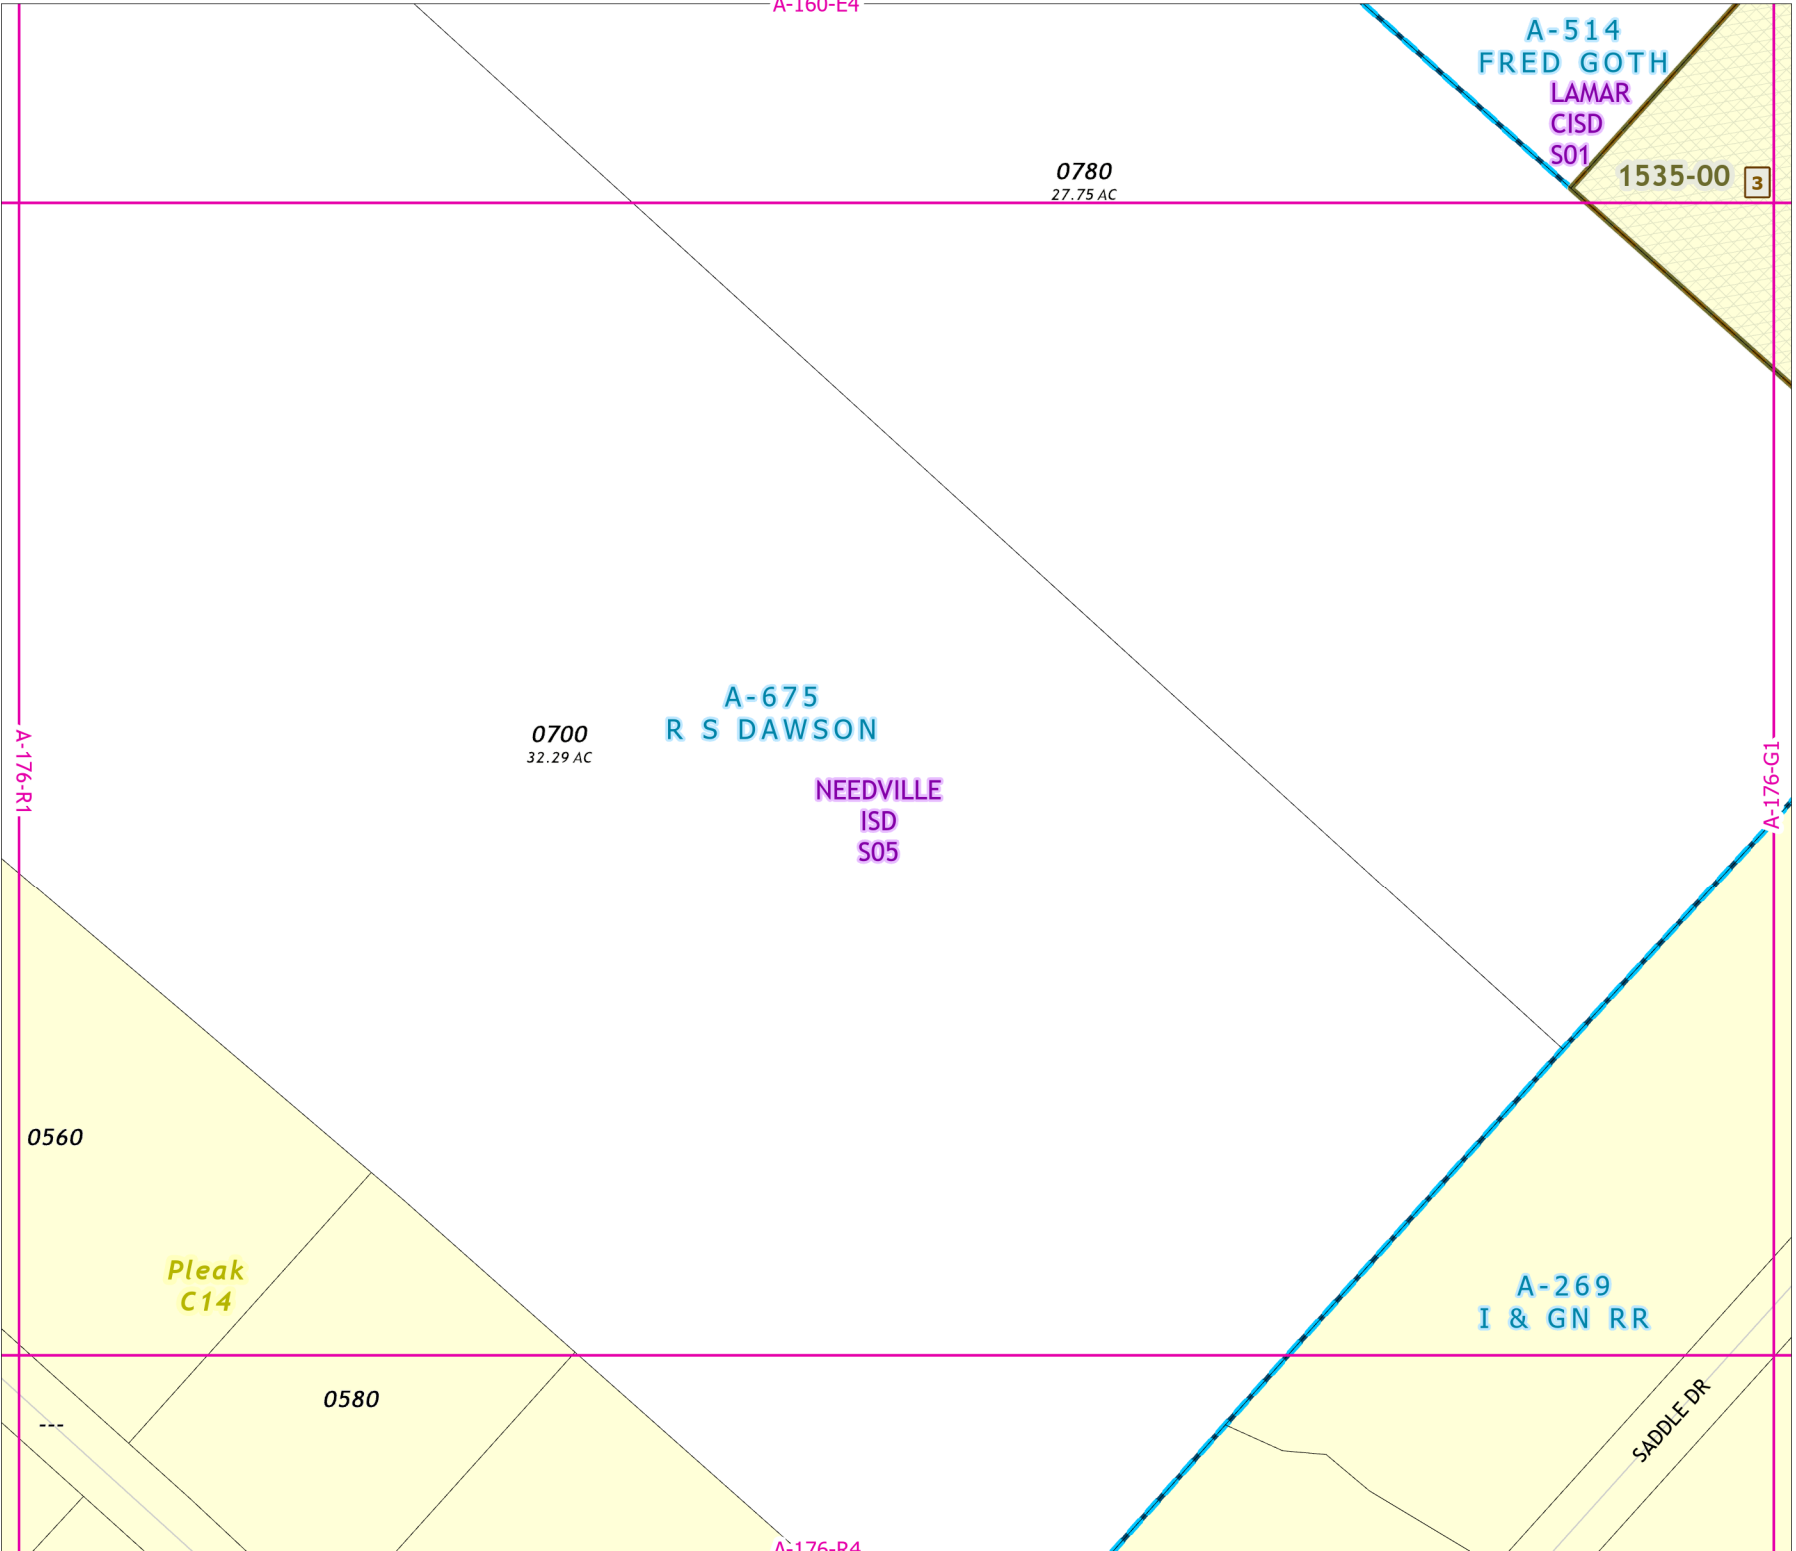 A-160-E4
A-514
FRED GOTH
LAMAR
CISD
S01
0780
27.75 AC
1535-00
3
A-675
R S DAWSON
0700
32.29 AC
NEEDVILLE
ISD
S05
A-176-R1
A-176-G1
0560
Pleak
C14
A-269
I & GN RR
0580
---
SADDLE DR
A-176-R4